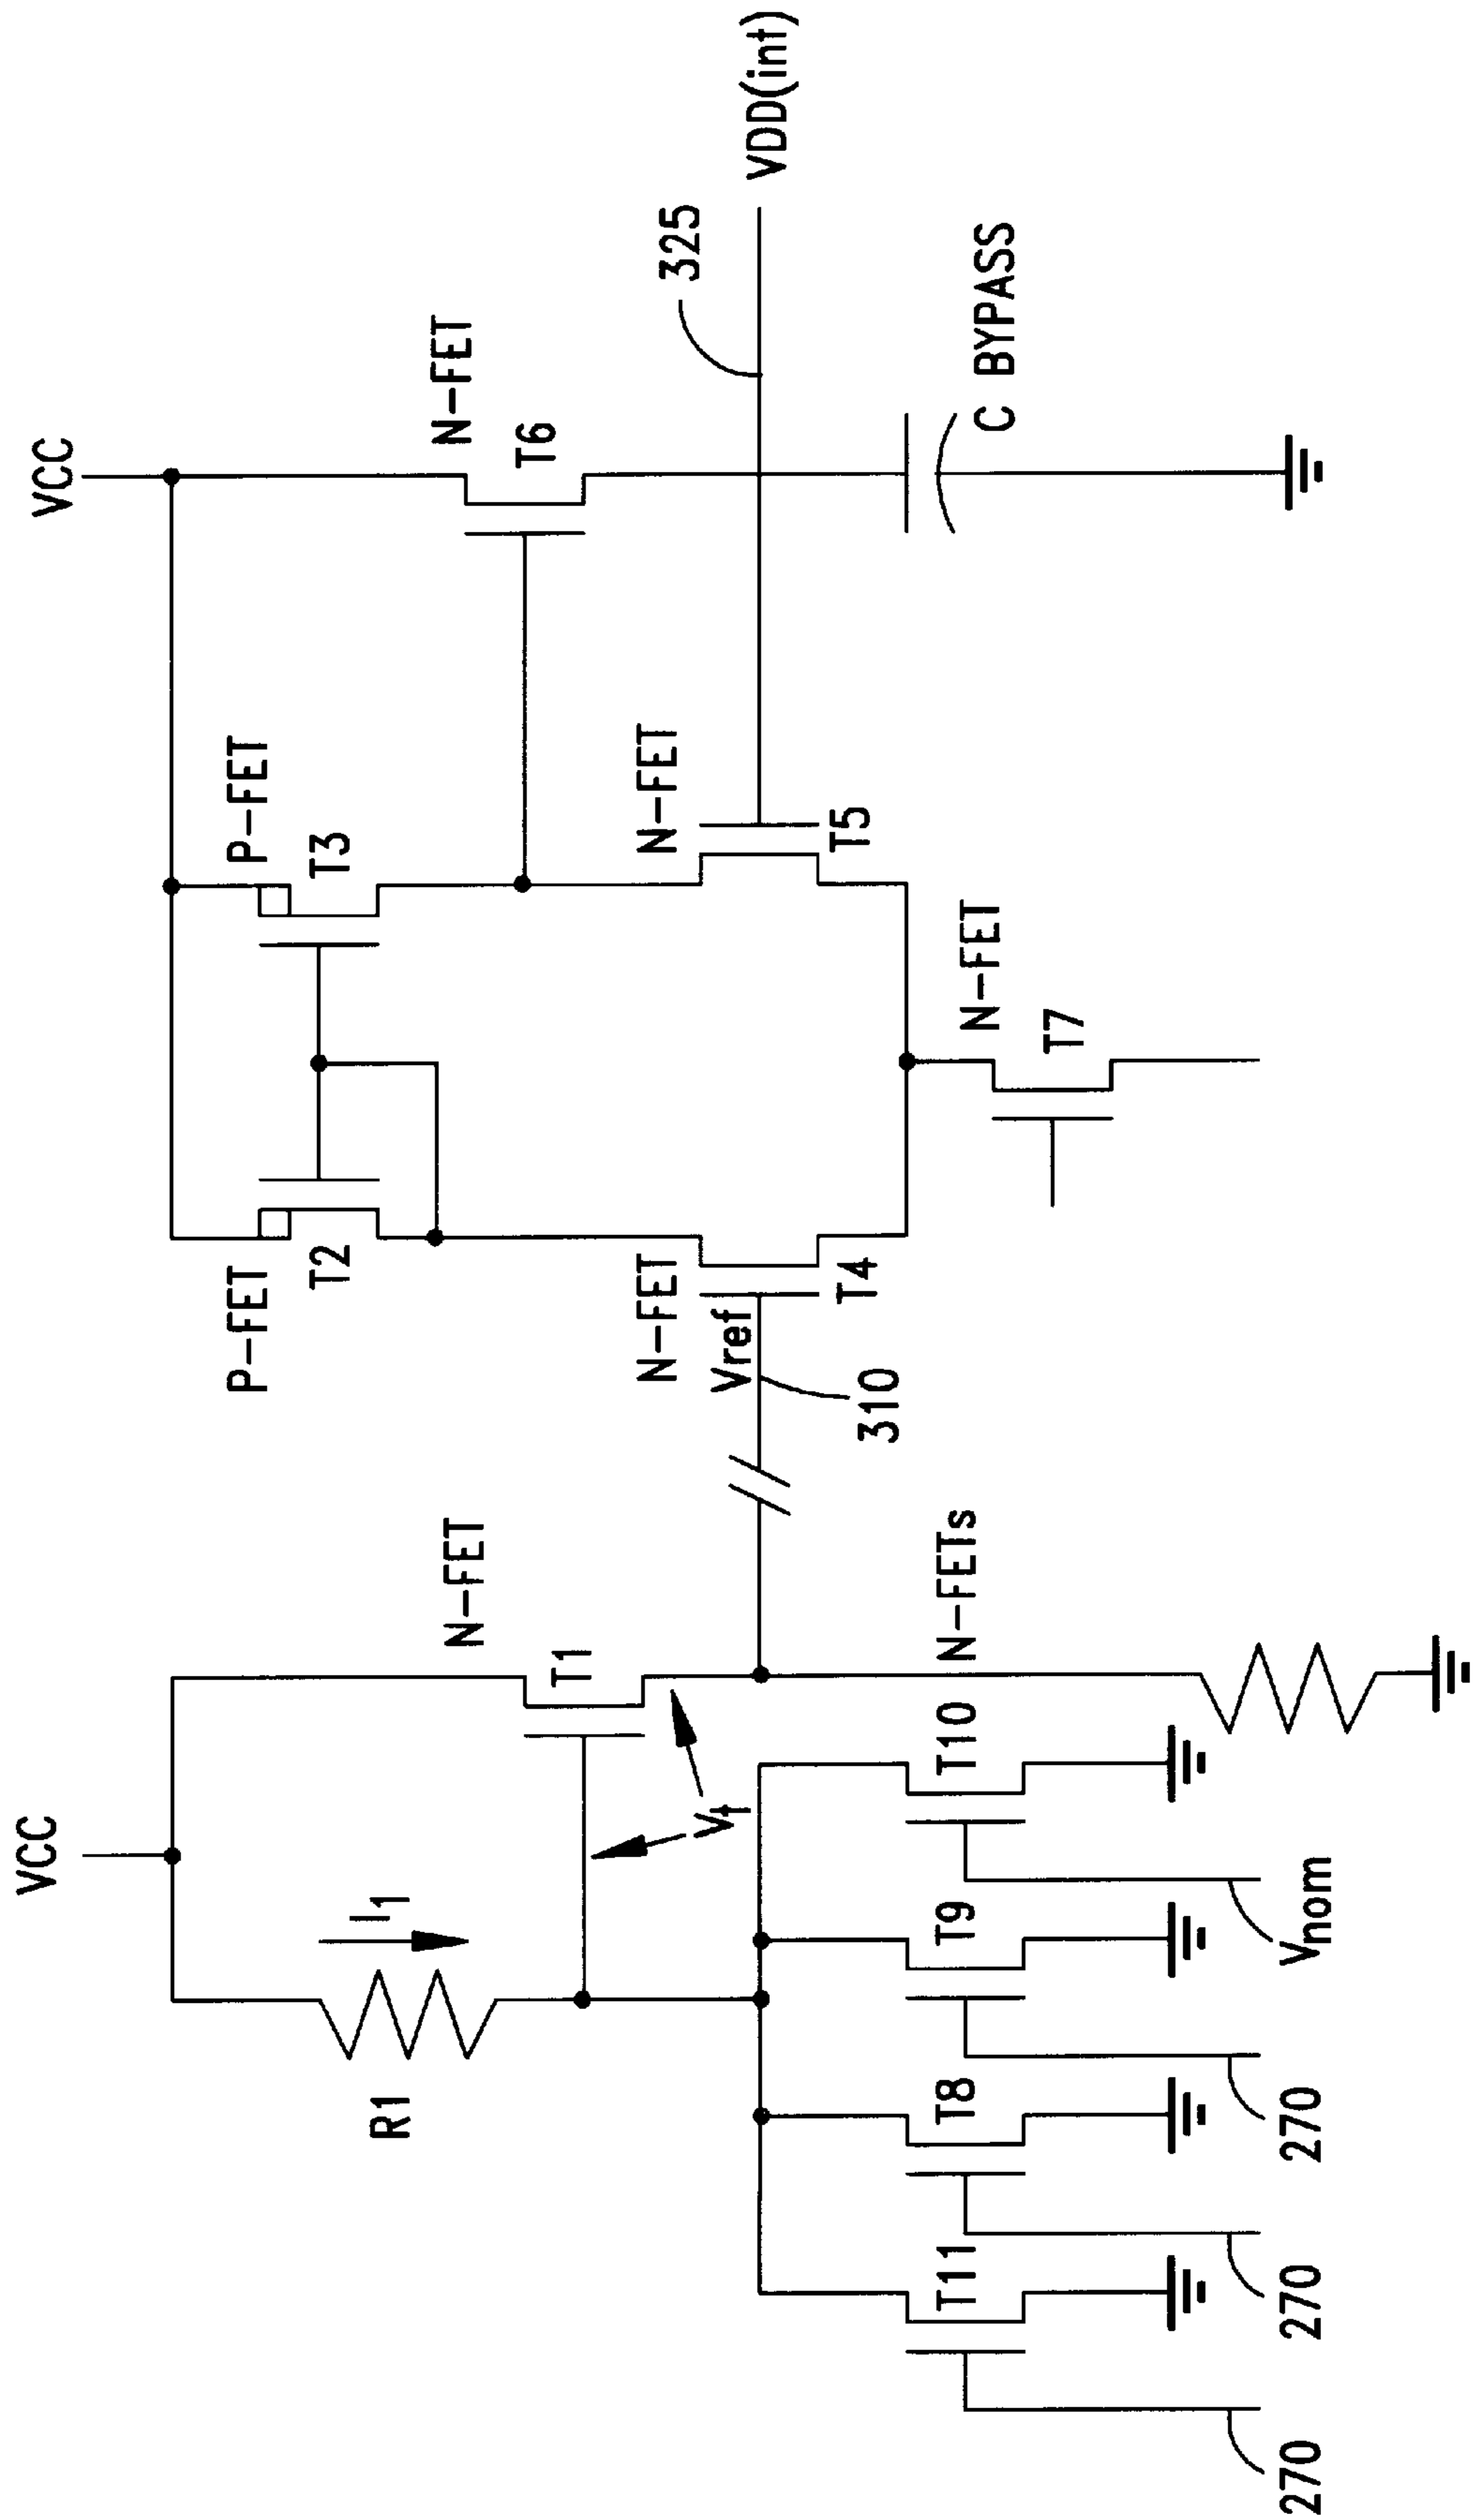 VCC
VCC
I1
R1
N-FET
T1
Vt
P-FET
T2
P-FET
T3
N-FET
T6
N-FET
Vref
T4
310
N-FET
T5
325
VDD(int)
C BYPASS
N-FET
T7
N-FETs
T11
T8
T9
T10
270
270
270
Vnom